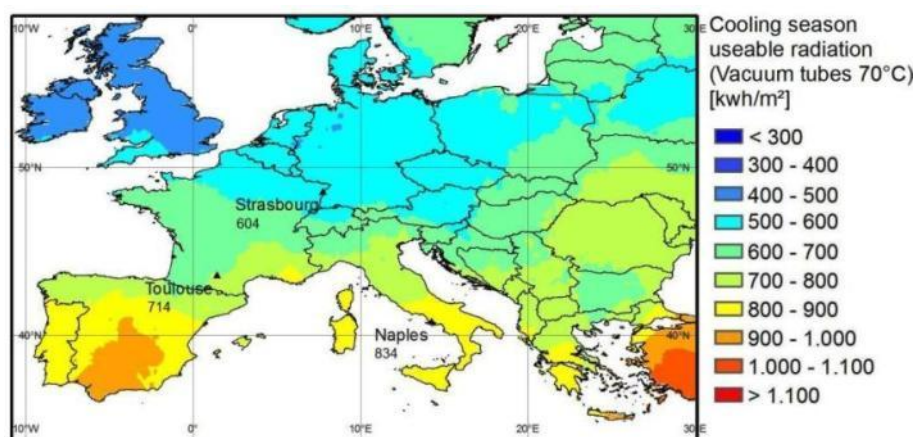 10°W 0° 10°E 20°E 30°E
50°N 50°N
40°N 40°N
Strasbourg
604
Toulouse
714
Naples
834
10°W 0° 10°E 20°E 30°E
Cooling season
useable radiation
(Vacuum tubes 70°C)
[kwh/m²]
< 300
300 - 400
400 - 500
500 - 600
600 - 700
700 - 800
800 - 900
900 - 1.000
1.000 - 1.100
> 1.100